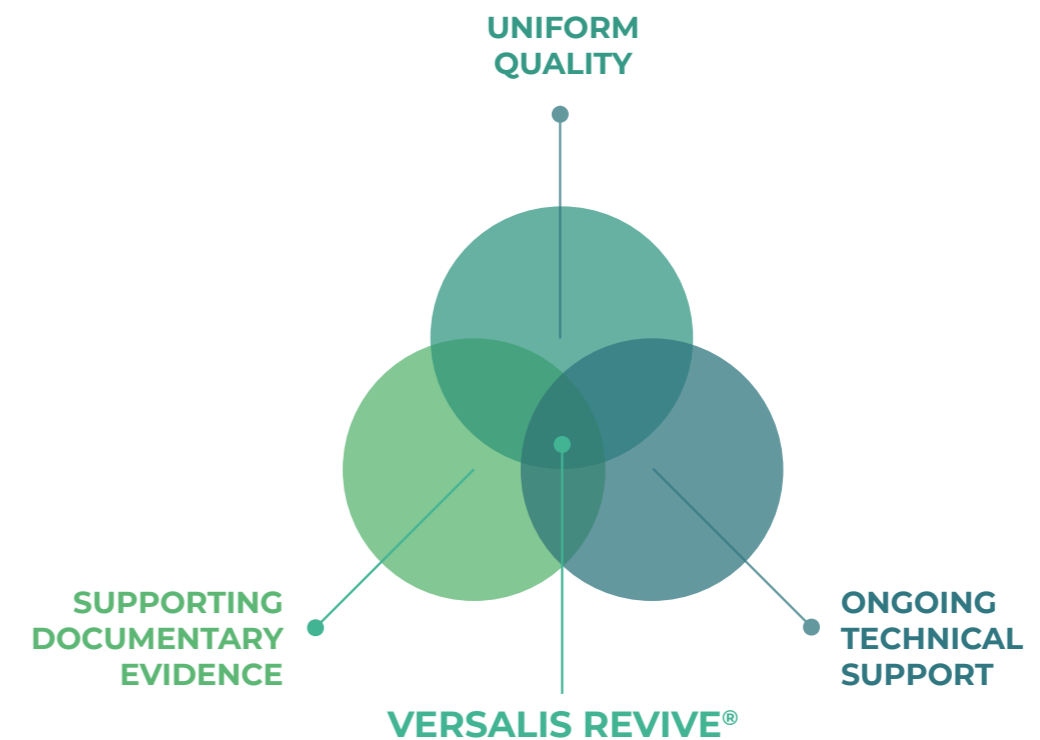 UNIFORM
QUALITY
SUPPORTING
DOCUMENTARY
EVIDENCE
ONGOING
TECHNICAL
SUPPORT
VERSALIS REVIVE®